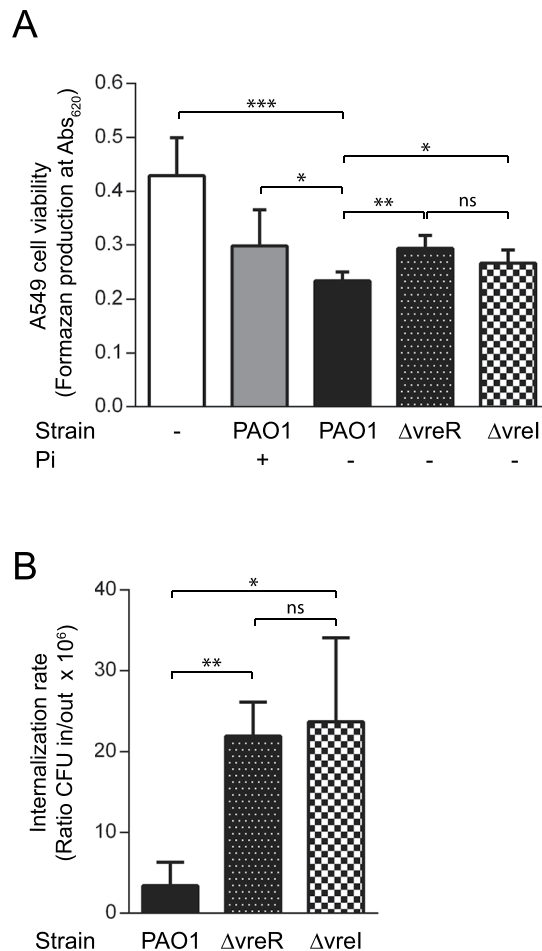 A
A549 cell viability
(Formazan production at Abs620)
0.6
0.5
0.4
0.3
0.2
0.1
0.0
***
*
*
**
ns
Strain - PAO1 PAO1 ΔvreR ΔvreI
Pi + - - -
B
Internalization rate
(Ratio CFU in/out x 10⁶)
40
30
20
10
0
*
ns
**
Strain PAO1 ΔvreR ΔvreI